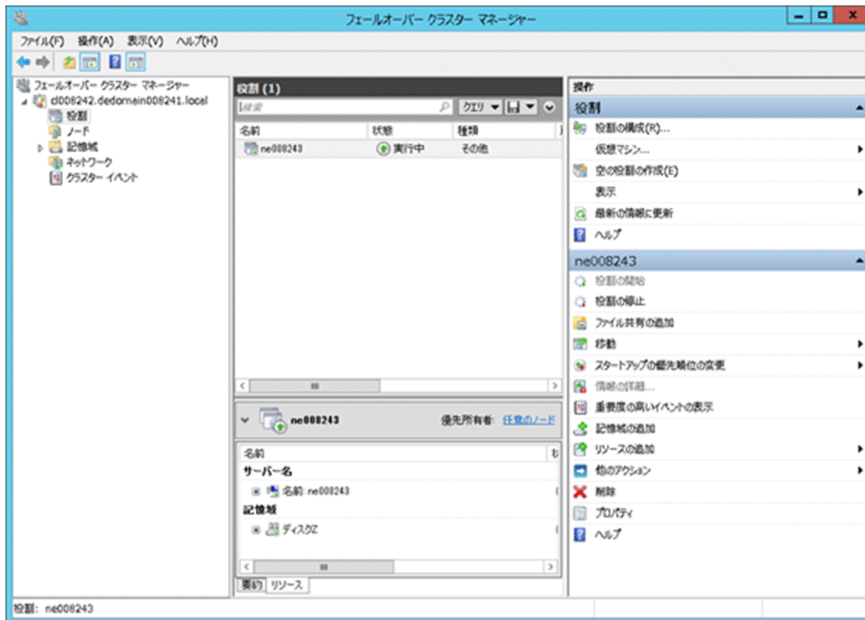 フェールオーバー クラスター マネージャー
ファイル(F) 操作(A) 表示(V) ヘルプ(H)
フェールオーバー クラスター マネージャー
cl008242.dedomain008241.local
役割
ノード
記憶域
ネットワーク
クラスター イベント
役割 (1)
検索
クエリ
名前 状態 種類
ne008243 実行中 その他
ne008243 優先所有者: 任意のノード
名前
サーバー名
名前: ne008243
記憶域
ディスクZ
要約 リソース
操作
役割
役割の構成(R)...
仮想マシン...
空の役割の作成(E)
表示
最新の情報に更新
ヘルプ
ne008243
役割の開始
役割の停止
ファイル共有の追加
移動
スタートアップの優先順位の変更
情報の詳細...
重要度の高いイベントの表示
記憶域の追加
リソースの追加
他のアクション
削除
プロパティ
ヘルプ
役割: ne008243